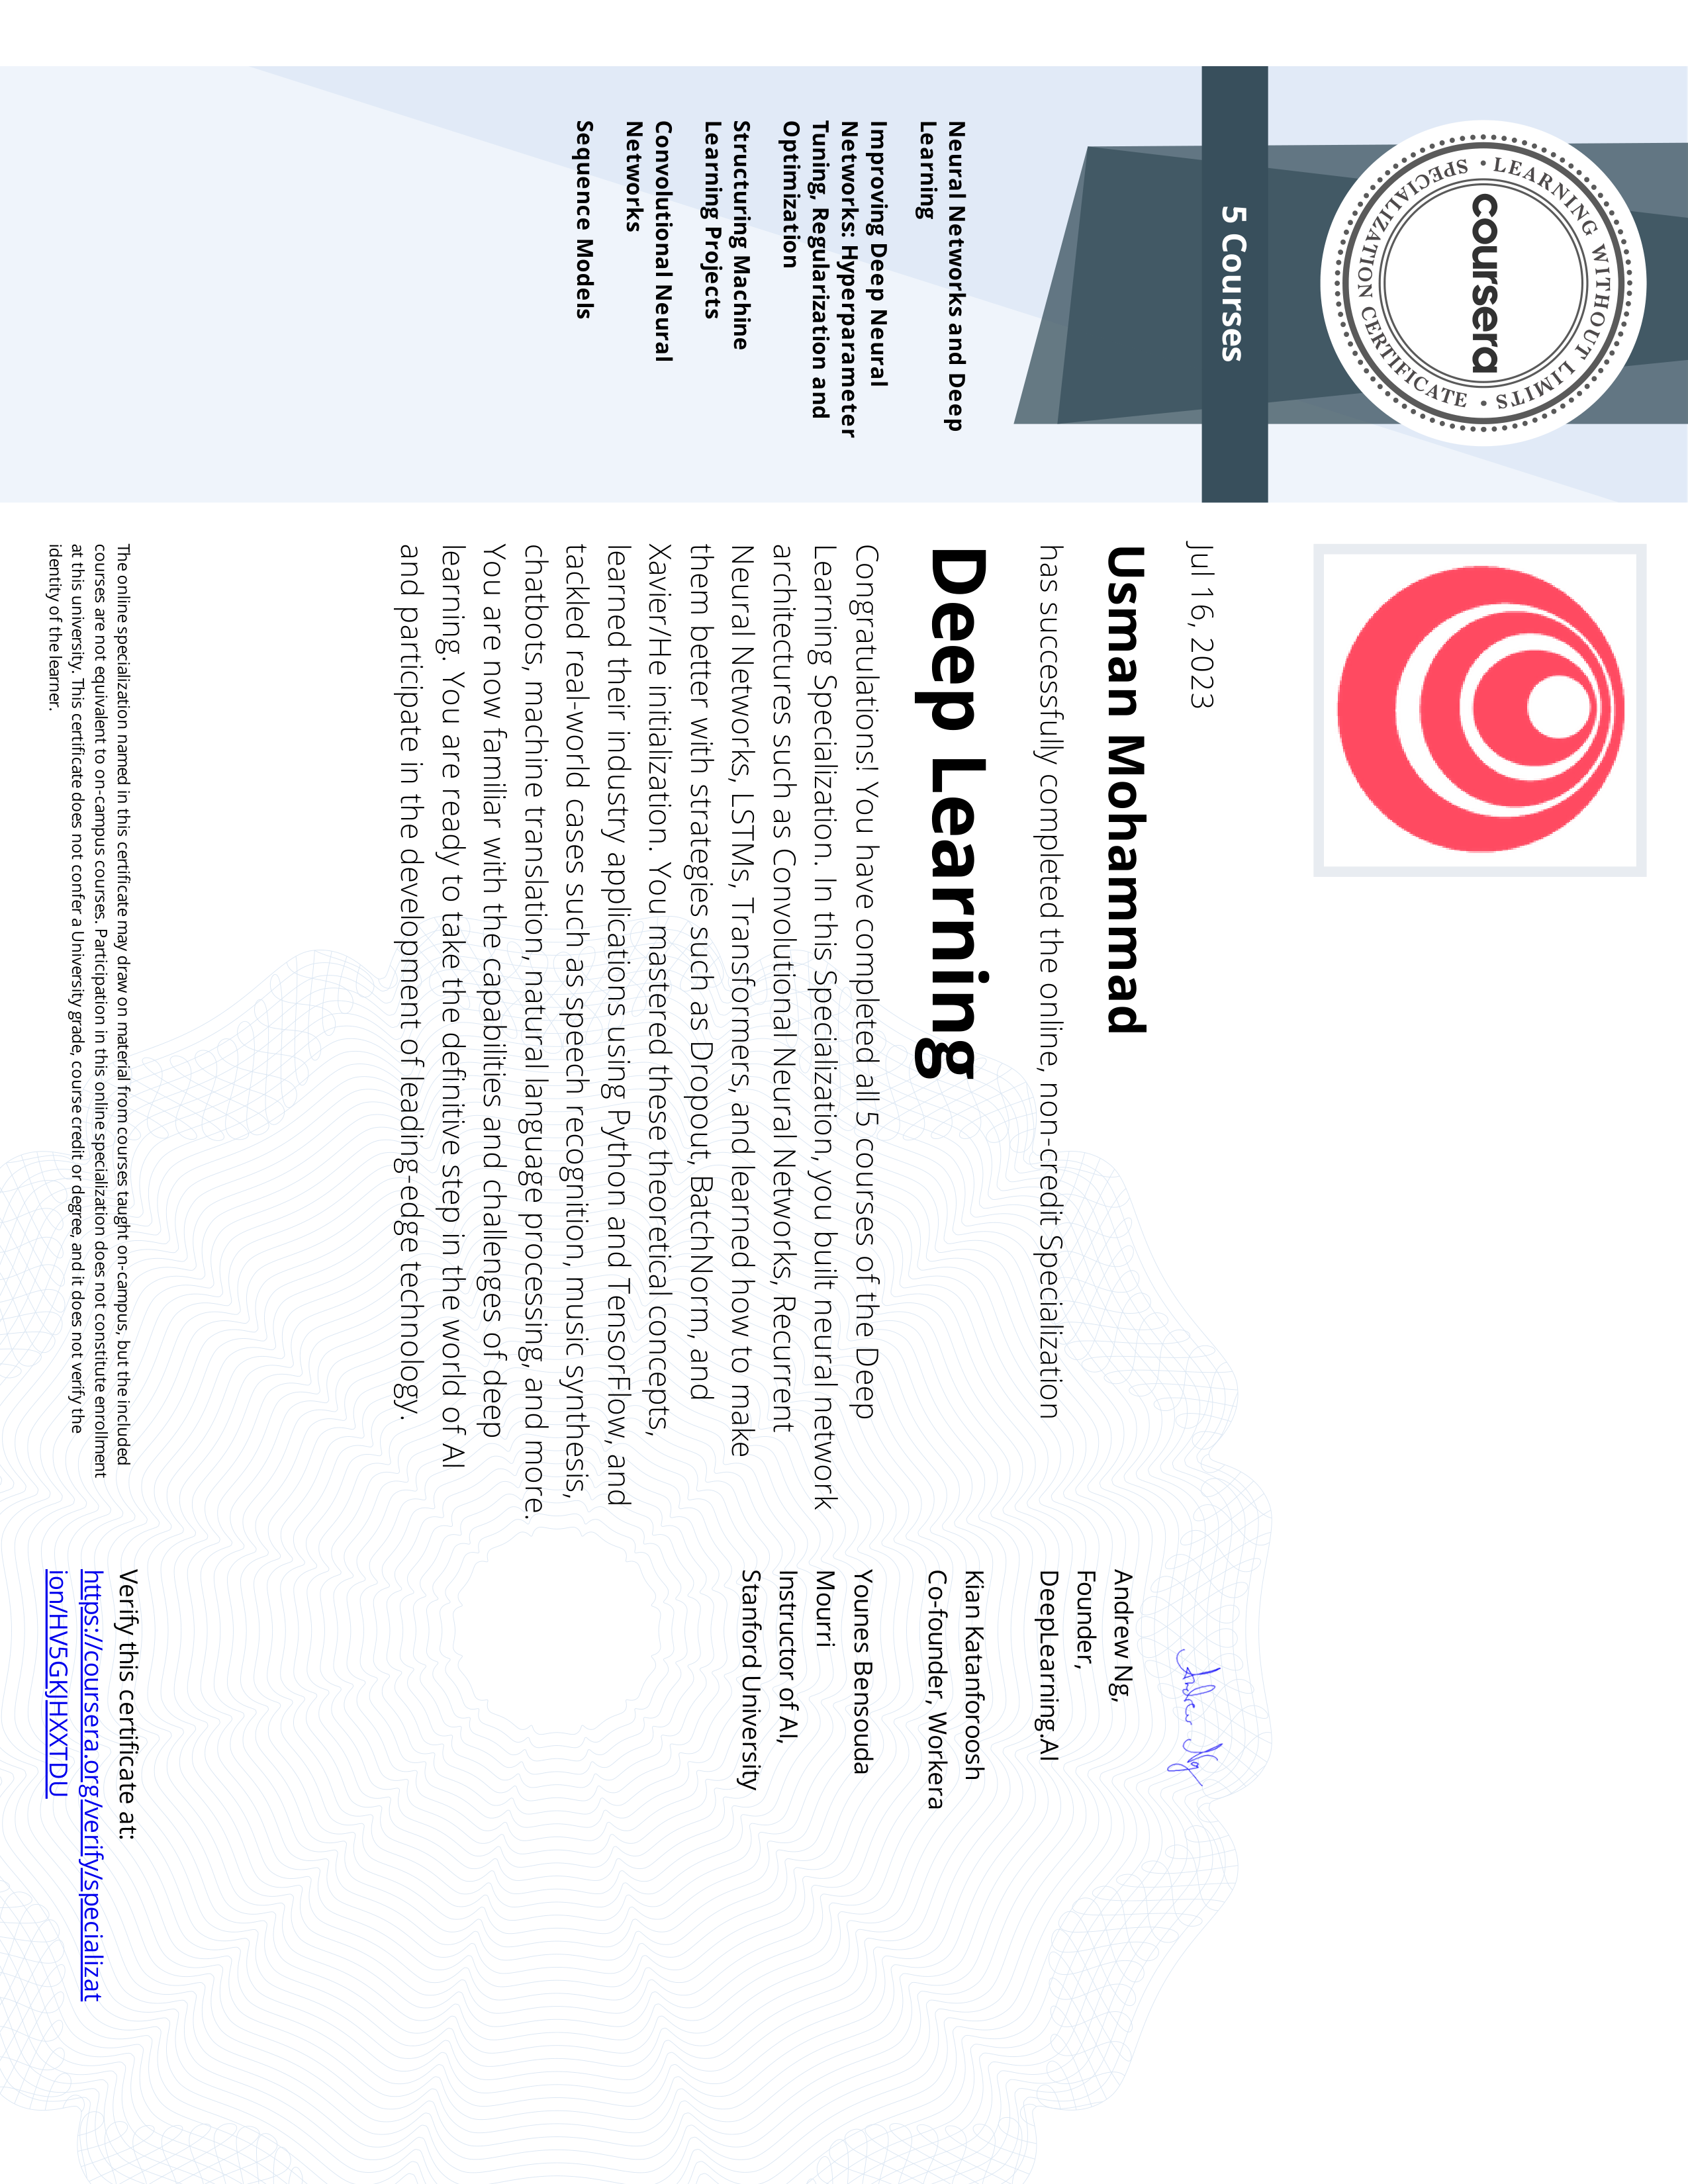 coursera
LEARNING WITHOUT LIMITS • SPECIALIZATION CERTIFICATE •
5 Courses
Neural Networks and Deep
Learning
Improving Deep Neural
Networks: Hyperparameter
Tuning, Regularization and
Optimization
Structuring Machine
Learning Projects
Convolutional Neural
Networks
Sequence Models
Jul 16, 2023
Usman Mohammad
has successfully completed the online, non-credit Specialization
Deep Learning
Congratulations! You have completed all 5 courses of the Deep
Learning Specialization. In this Specialization, you built neural network
architectures such as Convolutional Neural Networks, Recurrent
Neural Networks, LSTMs, Transformers, and learned how to make
them better with strategies such as Dropout, BatchNorm, and
Xavier/He initialization. You mastered these theoretical concepts,
learned their industry applications using Python and TensorFlow, and
tackled real-world cases such as speech recognition, music synthesis,
chatbots, machine translation, natural language processing, and more.
You are now familiar with the capabilities and challenges of deep
learning. You are ready to take the definitive step in the world of AI
and participate in the development of leading-edge technology.
Andrew Ng
Andrew Ng,
Founder,
DeepLearning.AI
Kian Katanforoosh
Co-founder, Workera
Younes Bensouda
Mourri
Instructor of AI,
Stanford University
The online specialization named in this certificate may draw on material from courses taught on-campus, but the included
courses are not equivalent to on-campus courses. Participation in this online specialization does not constitute enrollment
at this university. This certificate does not confer a University grade, course credit or degree, and it does not verify the
identity of the learner.
Verify this certificate at:
https://coursera.org/verify/specializat
ion/HV5GKJHXXTDU